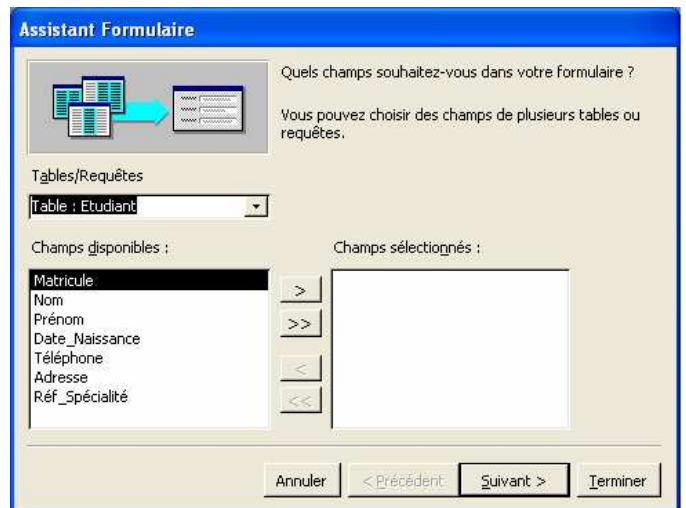 Assistant Formulaire
Quels champs souhaitez-vous dans votre formulaire ?
Vous pouvez choisir des champs de plusieurs tables ou
requêtes.
Tables/Requêtes
Table : Etudiant
Champs disponibles :
Champs sélectionnés :
Matricule
Nom
Prénom
Date_Naissance
Téléphone
Adresse
Réf_Spécialité
>
>>
<
<<
Annuler
< Précédent
Suivant >
Terminer